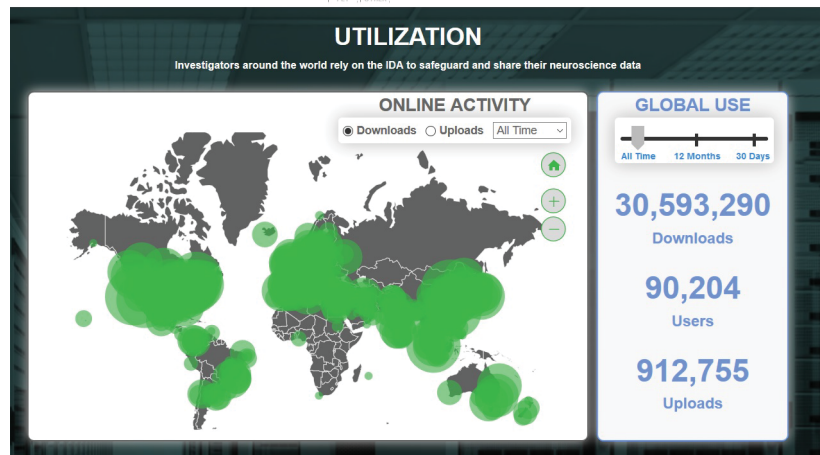 UTILIZATION
Investigators around the world rely on the IDA to safeguard and share their neuroscience data
ONLINE ACTIVITY
Downloads Uploads All Time
GLOBAL USE
All Time 12 Months 30 Days
30,593,290
Downloads
90,204
Users
912,755
Uploads